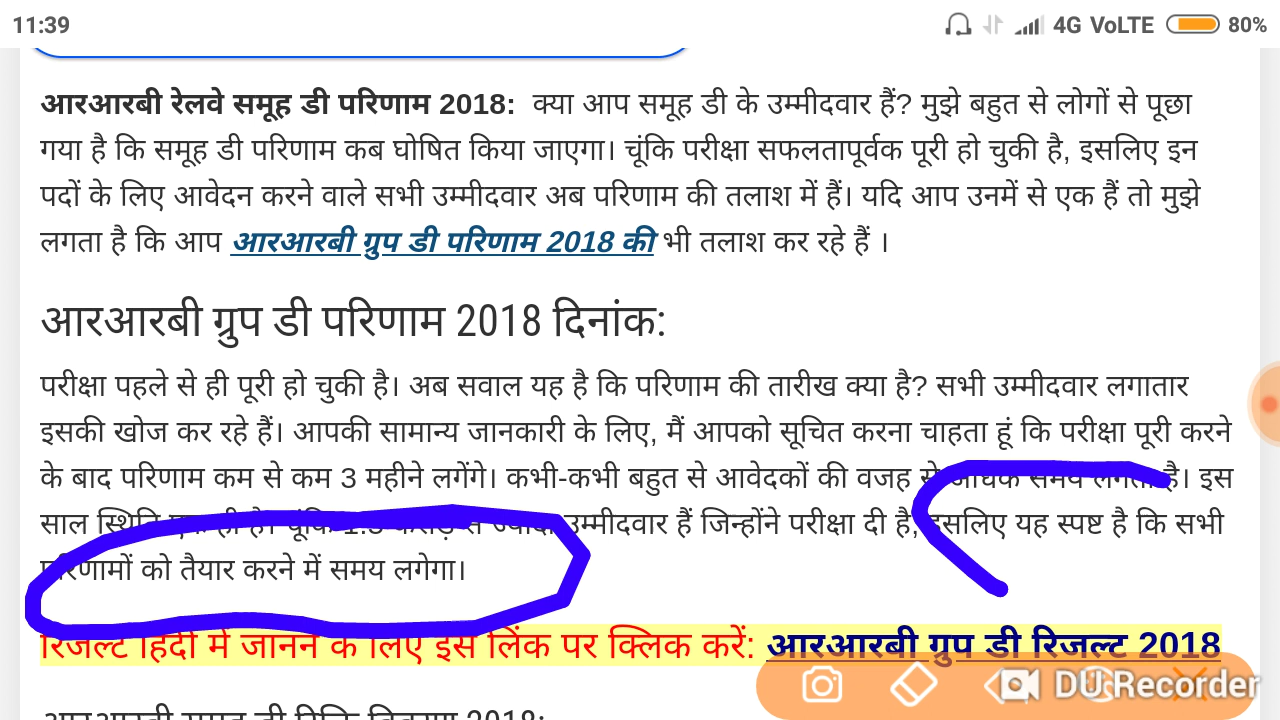 11:39 4G VoLTE 80%
आरआरबी रेलवे समूह डी परिणाम 2018: क्या आप समूह डी के उम्मीदवार हैं? मुझे बहुत से लोगों से पूछा
गया है कि समूह डी परिणाम कब घोषित किया जाएगा। चूंकि परीक्षा सफलतापूर्वक पूरी हो चुकी है, इसलिए इन
पदों के लिए आवेदन करने वाले सभी उम्मीदवार अब परिणाम की तलाश में हैं। यदि आप उनमें से एक हैं तो मुझे
लगता है कि आप आरआरबी ग्रुप डी परिणाम 2018 की भी तलाश कर रहे हैं ।
आरआरबी ग्रुप डी परिणाम 2018 दिनांक:
परीक्षा पहले से ही पूरी हो चुकी है। अब सवाल यह है कि परिणाम की तारीख क्या है? सभी उम्मीदवार लगातार
इसकी खोज कर रहे हैं। आपकी सामान्य जानकारी के लिए, मैं आपको सूचित करना चाहता हूं कि परीक्षा पूरी करने
के बाद परिणाम कम से कम 3 महीने लगेंगे। कभी-कभी बहुत से आवेदकों की वजह से अधिक समय लगता है। इस
साल स्थिति उम्मीदवार हैं जिन्होंने परीक्षा दी है, इसलिए यह स्पष्ट है कि सभी
परिणामों को तैयार करने में समय लगेगा।
रिजल्ट हिंदी में जानने के लिए इस लिंक पर क्लिक करें: आरआरबी ग्रुप डी रिजल्ट 2018
DU Recorder